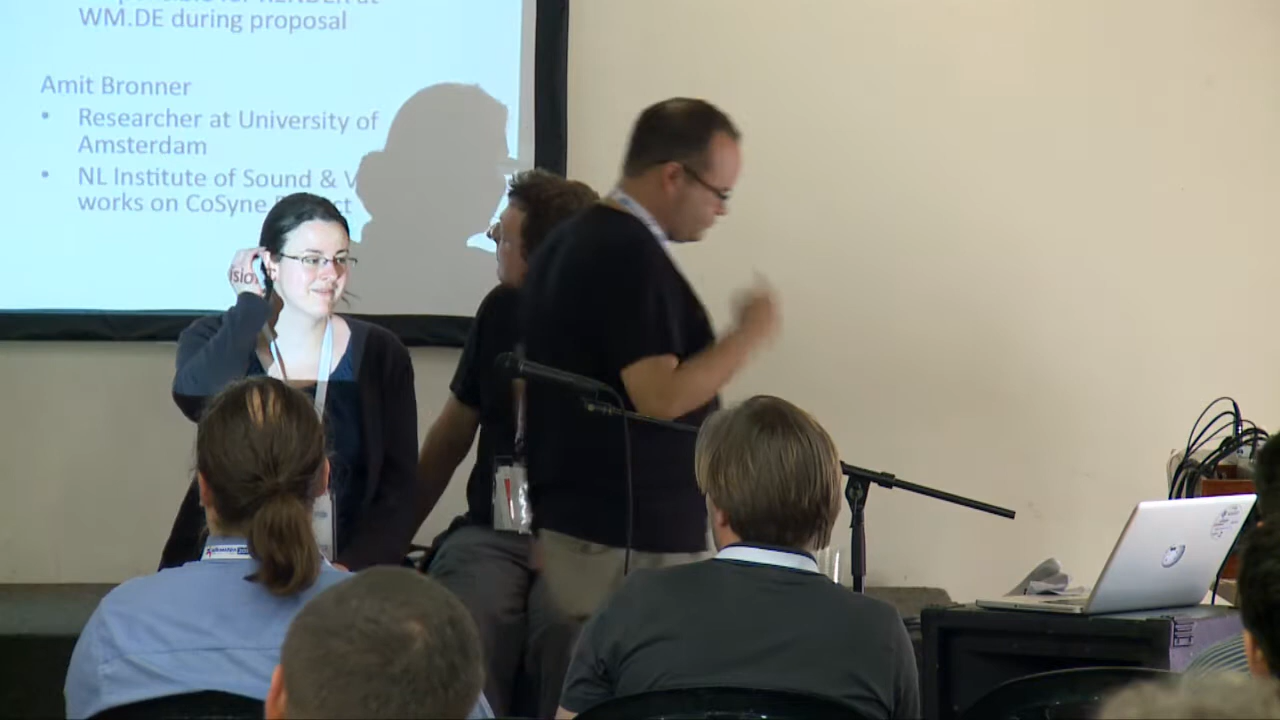 WM.DE during proposal
Amit Bronner
• Researcher at University of
Amsterdam
• NL Institute of Sound & V
works on CoSyne